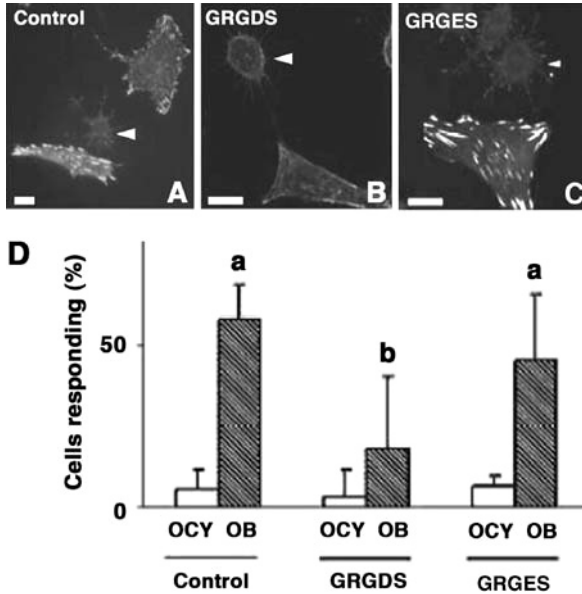 Control
GRGDS
GRGES
A
B
C
D
Cells responding (%)
50
0
a
b
a
OCY OB OCY OB OCY OB
Control GRGDS GRGES